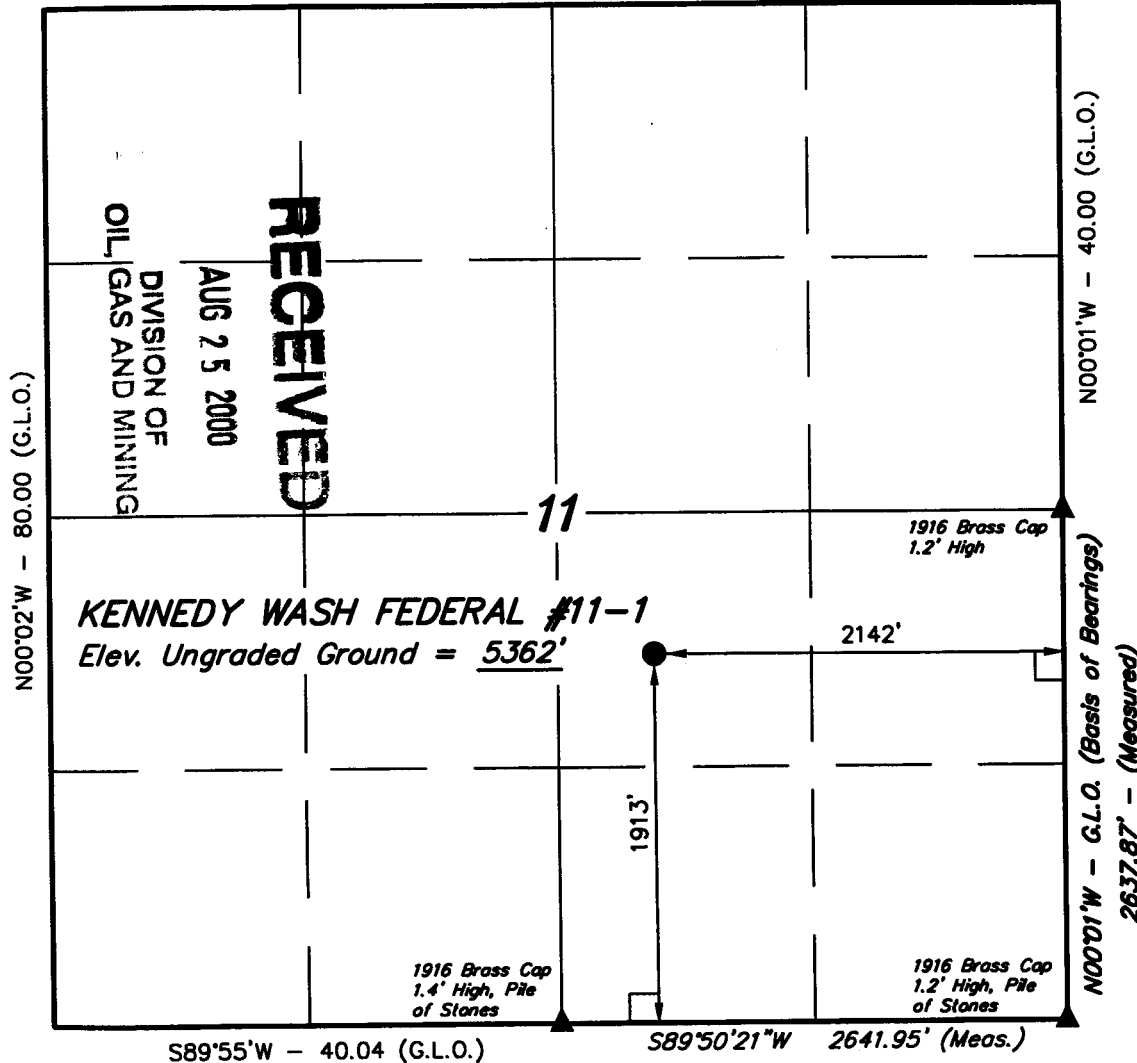 N00°01'W - 40.00 (G.L.O.)
RECEIVED
AUG 25 2000
DIVISION OF
OIL, GAS AND MINING
N00°02'W - 80.00 (G.L.O.)
11
1916 Brass Cap
1.2' High
KENNEDY WASH FEDERAL #11-1
Elev. Ungraded Ground = 5362'
2142'
1913'
N00°01'W - G.L.O. (Basis of Bearings)
2637.87' - (Measured)
1916 Brass Cap
1.4' High, Pile
of Stones
1916 Brass Cap
1.2' High, Pile
of Stones
S89°55'W - 40.04 (G.L.O.)
S89°50'21"W 2641.95' (Meas.)